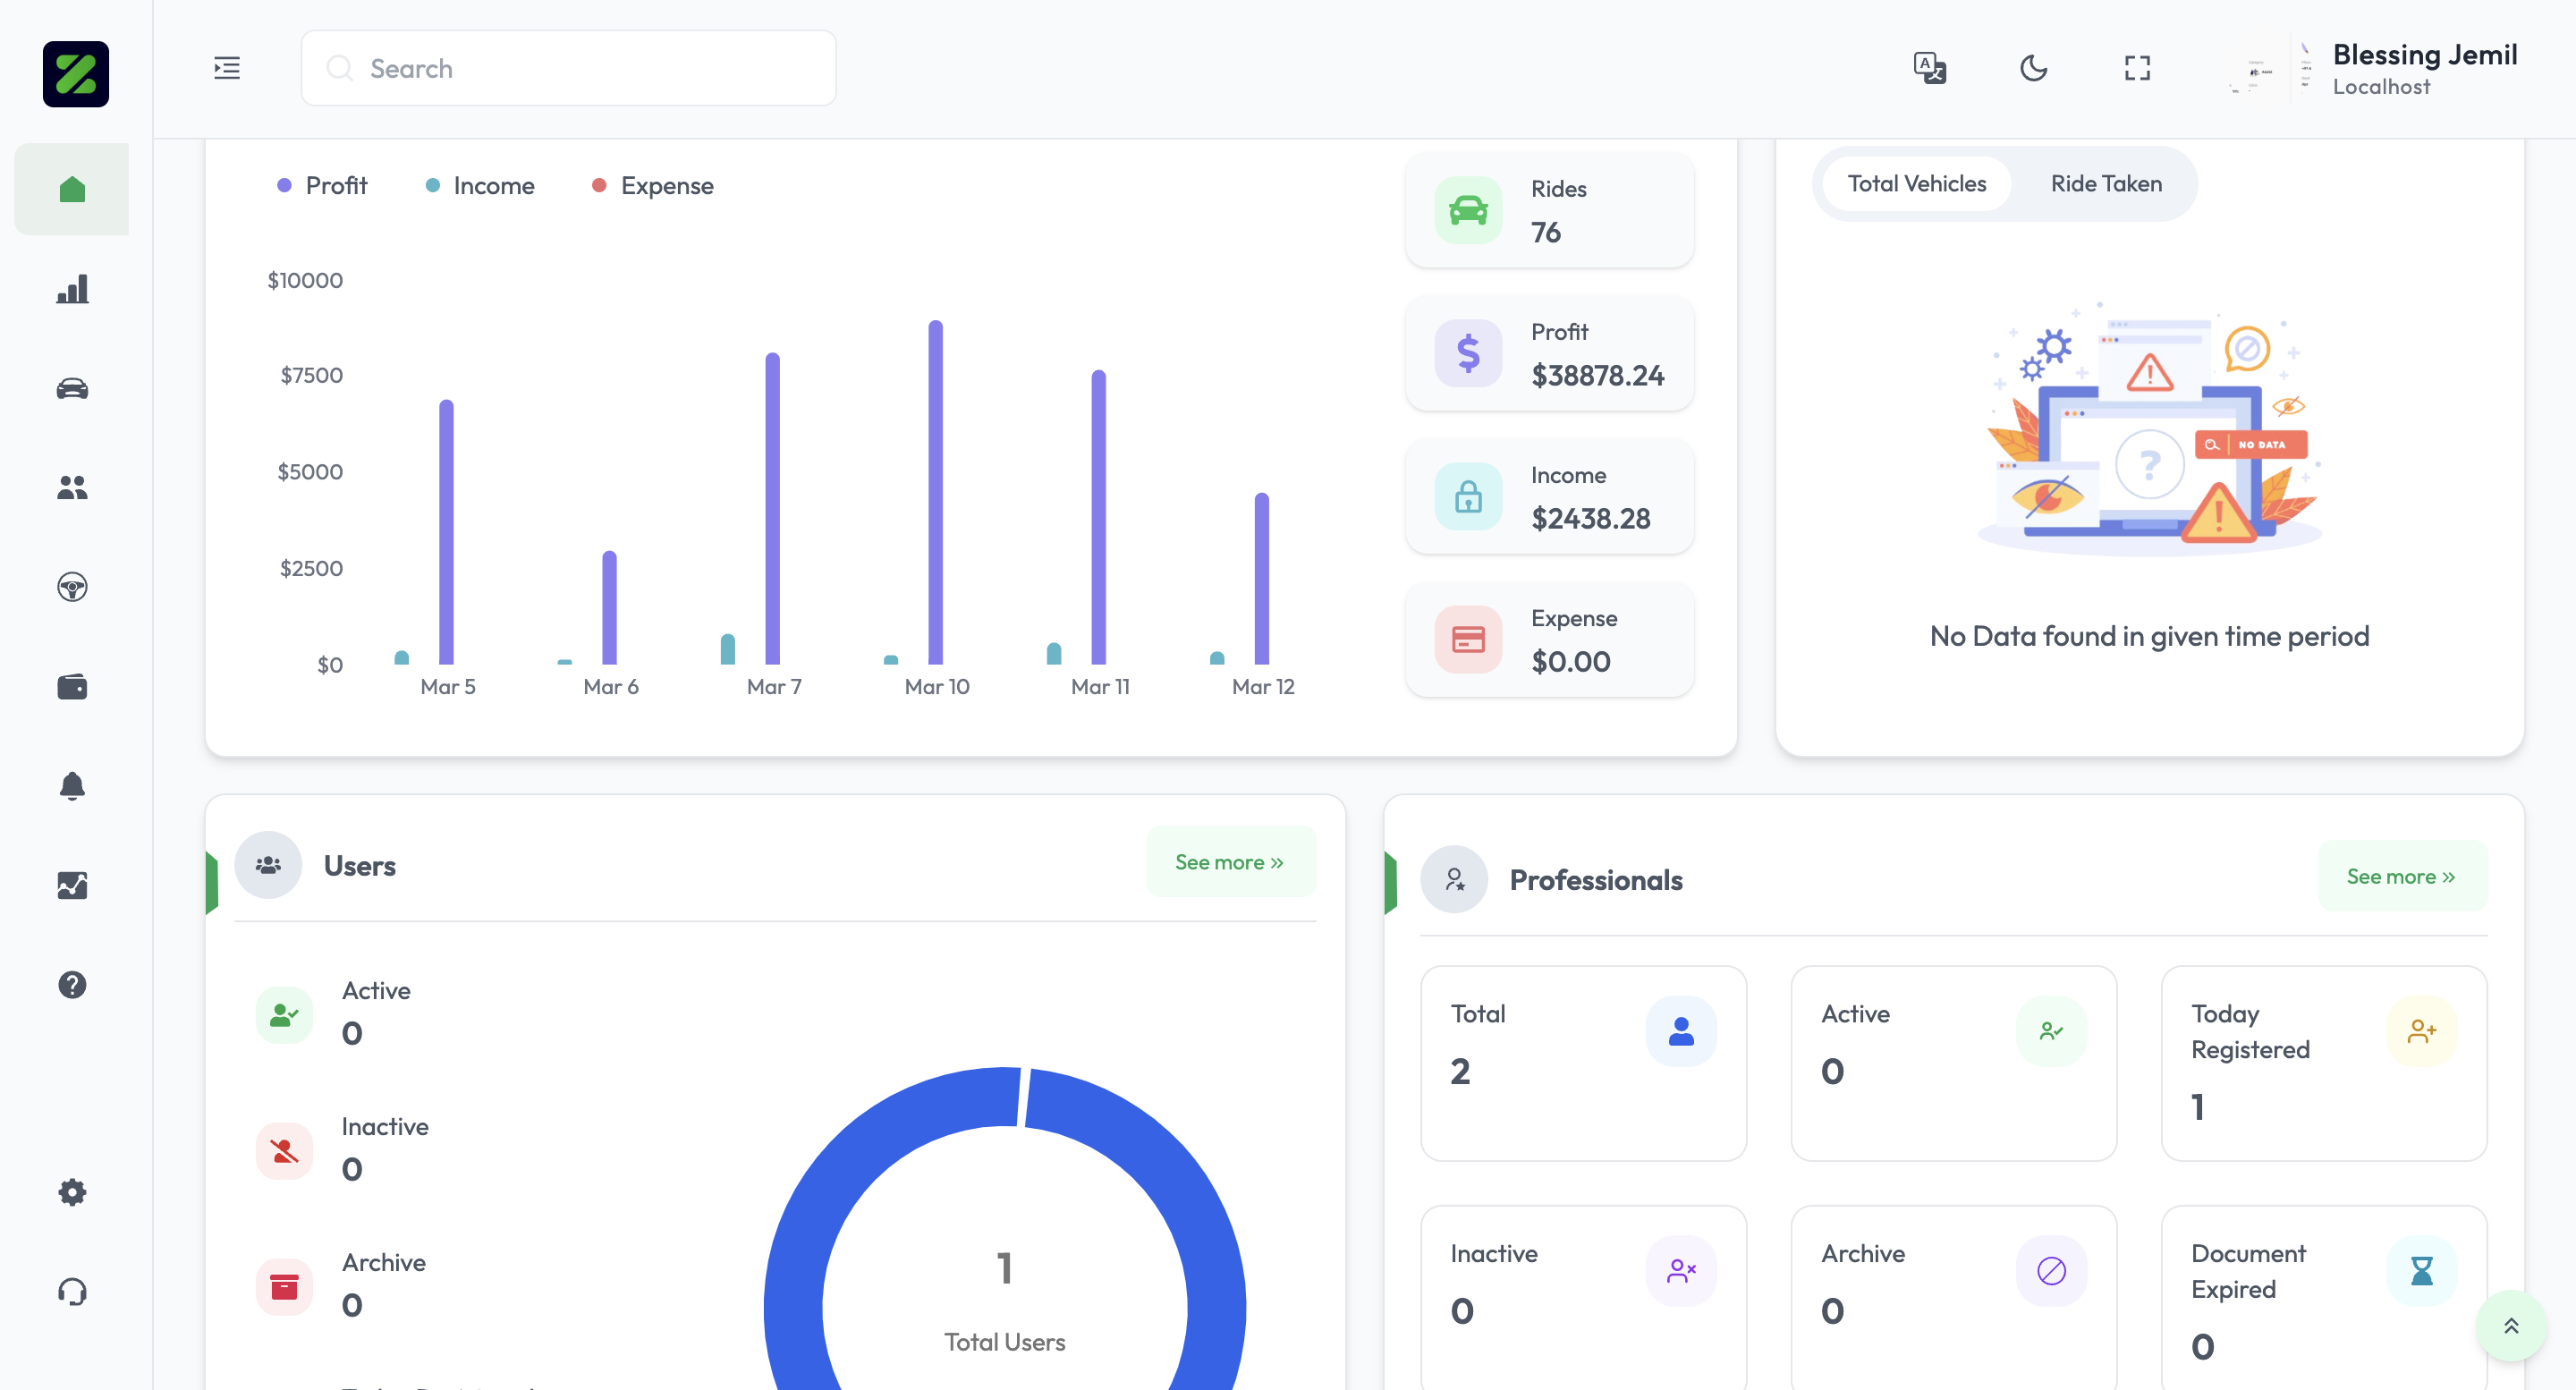 Search
Blessing Jemil
Localhost
Profit
Income
Expense
$10000
$7500
$5000
$2500
$0
Mar 5
Mar 6
Mar 7
Mar 10
Mar 11
Mar 12
Rides
76
Profit
$38878.24
Income
$2438.28
Expense
$0.00
Total Vehicles
Ride Taken
NO DATA
No Data found in given time period
Users
See more »
Active
0
Inactive
0
Archive
0
1
Total Users
Professionals
See more »
Total
2
Active
0
Today
Registered
1
Inactive
0
Archive
0
Document
Expired
0